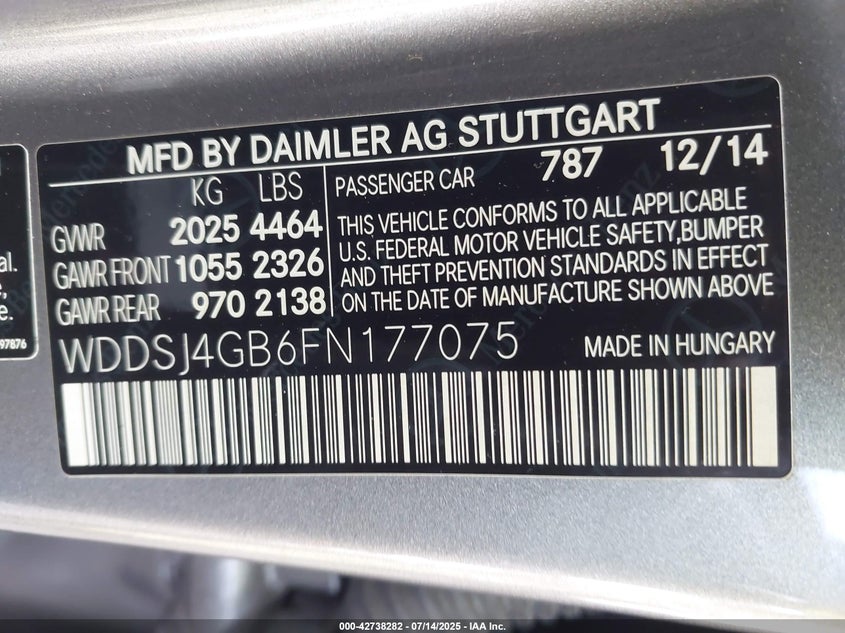 MFD BY DAIMLER AG STUTTGART
KG LBS
GVWR 2025 4464
GAWR FRONT 1055 2326
GAWR REAR 970 2138
PASSENGER CAR 787 12/14
THIS VEHICLE CONFORMS TO ALL APPLICABLE
U.S. FEDERAL MOTOR VEHICLE SAFETY, BUMPER
AND THEFT PREVENTION STANDARDS IN EFFECT
ON THE DATE OF MANUFACTURE SHOWN ABOVE
WDDSJ4GB6FN177075 MADE IN HUNGARY
97876
000-42738282 - 07/14/2025 - IAA Inc.